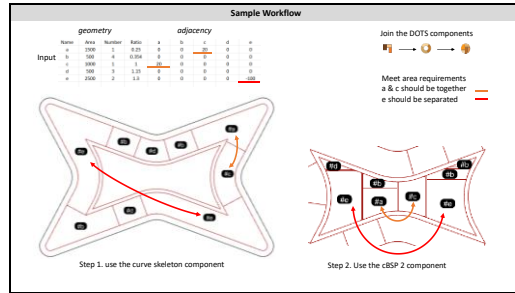 Sample Workflow
geometry adjacency
Name Area Number Ratio a b c d e
Input
a 1500 1 0.25 0 0 20 0 0
b 500 4 0.356 0 0 0 0 0
c 1000 1 1 20 0 0 0 0
d 500 3 1.15 0 0 0 0 0
e 2500 2 1.3 0 0 0 0 -100
Join the DOTS components
Meet area requirements
a & c should be together
e should be separated
#a
#b
#b
#e
#d
#c
#c
#b
#e
#d
#b
#b
#b
#e
#a
#c
#e
Step 1. use the curve skeleton component
Step 2. Use the cBSP 2 component